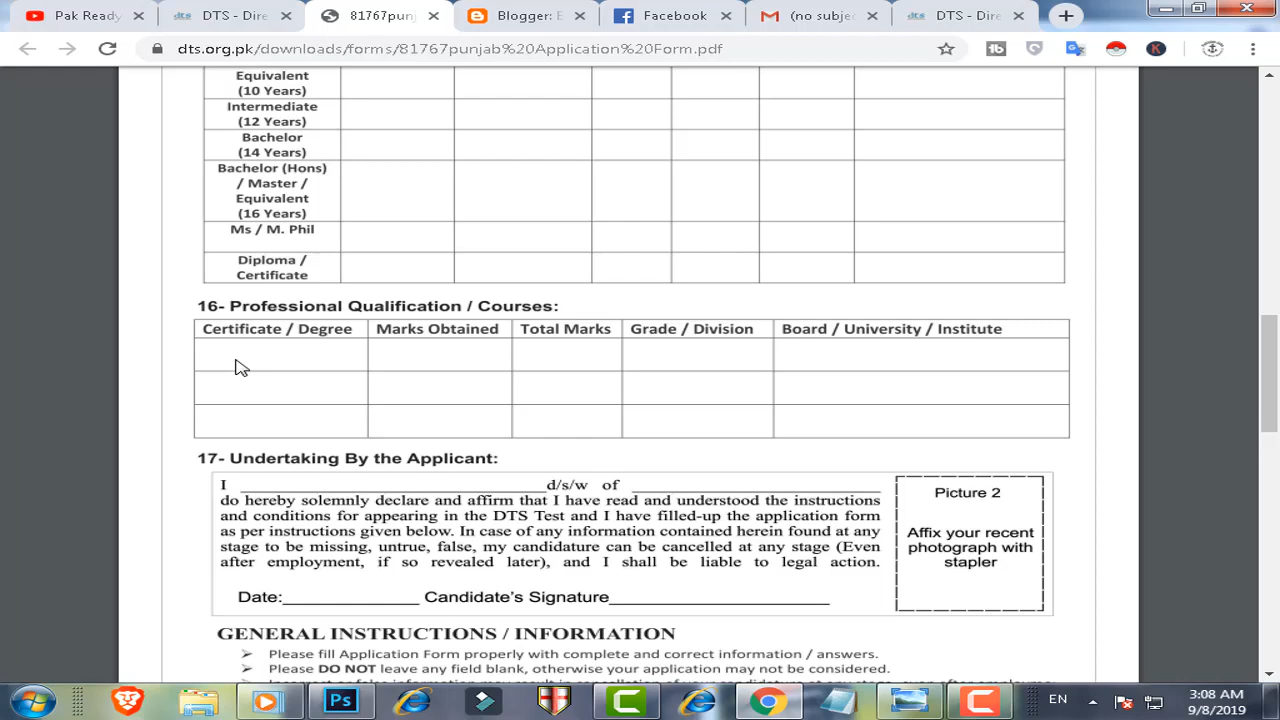 Pak Ready
DTS - Dire
81767punj
Blogger:
Facebook
(no subje
DTS - Dire
dts.org.pk/downloads/forms/81767punjab%20Application%20Form.pdf
Equivalent
(10 Years)
Intermediate
(12 Years)
Bachelor
(14 Years)
Bachelor (Hons)
/ Master /
Equivalent
(16 Years)
Ms / M. Phil
Diploma /
Certificate
16- Professional Qualification / Courses:
Certificate / Degree Marks Obtained Total Marks Grade / Division Board / University / Institute
17- Undertaking By the Applicant:
I ______ d/s/w of ______
do hereby solemnly declare and affirm that I have read and understood the instructions
and conditions for appearing in the DTS Test and I have filled-up the application form
as per instructions given below. In case of any information contained herein found at any
stage to be missing, untrue, false, my candidature can be cancelled at any stage (Even
after employment, if so revealed later), and I shall be liable to legal action.
Date:______ Candidate's Signature______
Picture 2
Affix your recent
photograph with
stapler
GENERAL INSTRUCTIONS / INFORMATION
➢ Please fill Application Form properly with complete and correct information / answers.
➢ Please DO NOT leave any field blank, otherwise your application may not be considered.
EN
3:08 AM
9/8/2019